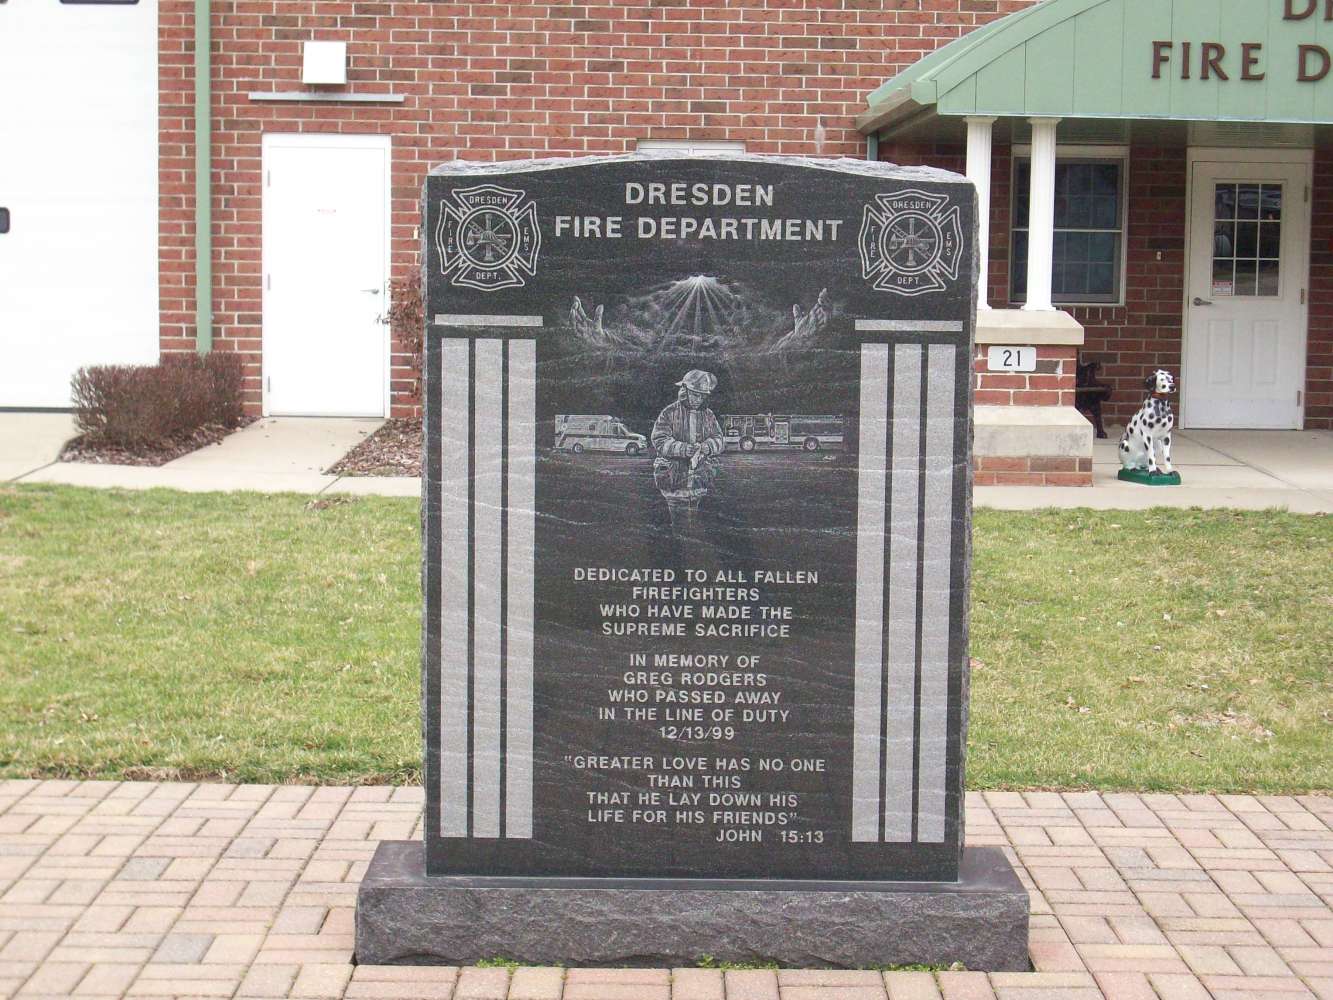 D
FIRE D
21
DRESDEN
FIRE DEPARTMENT
DRESDEN
FIRE
EMS
DEPT.
DRESDEN
FIRE
EMS
DEPT.
DEDICATED TO ALL FALLEN
FIREFIGHTERS
WHO HAVE MADE THE
SUPREME SACRIFICE
IN MEMORY OF
GREG RODGERS
WHO PASSED AWAY
IN THE LINE OF DUTY
12/13/99
"GREATER LOVE HAS NO ONE
THAN THIS
THAT HE LAY DOWN HIS
LIFE FOR HIS FRIENDS"
JOHN 15:13